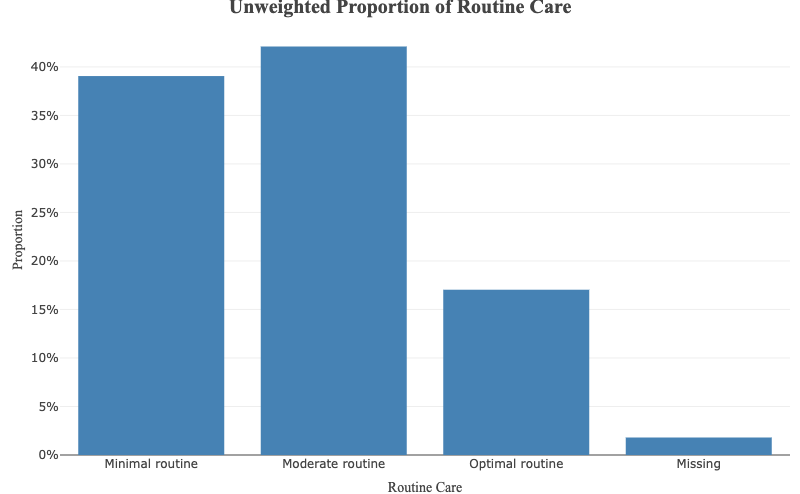 Unweighted Proportion of Routine Care
40%
35%
30%
25%
20%
15%
10%
5%
0%
Proportion
Minimal routine
Moderate routine
Optimal routine
Missing
Routine Care